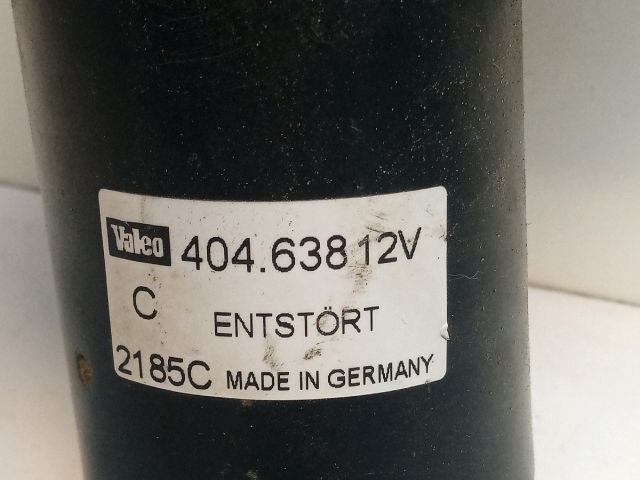 Valeo 404.638 12V
C ENTSTÖRT
2185C MADE IN GERMANY